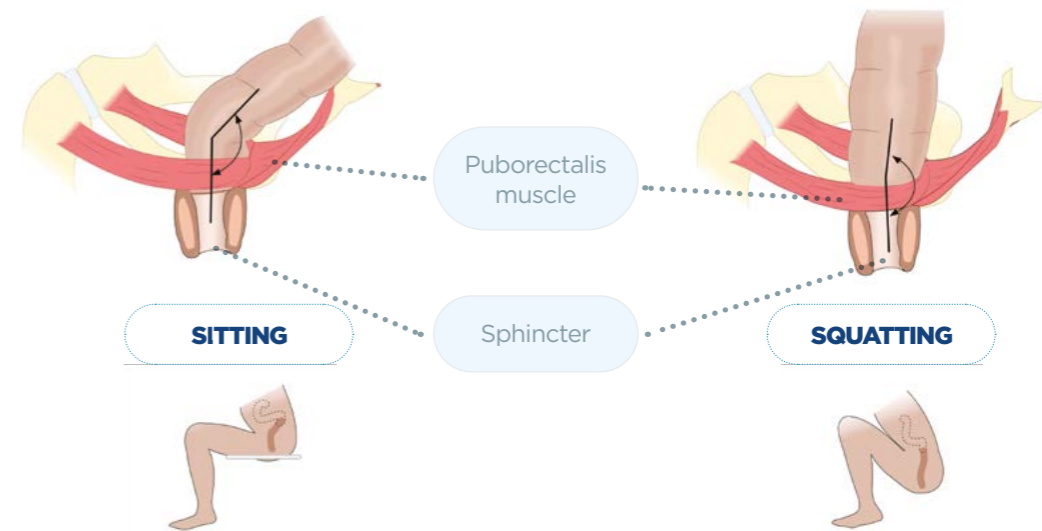 Puborectalis
muscle
Sphincter
SITTING
SQUATTING